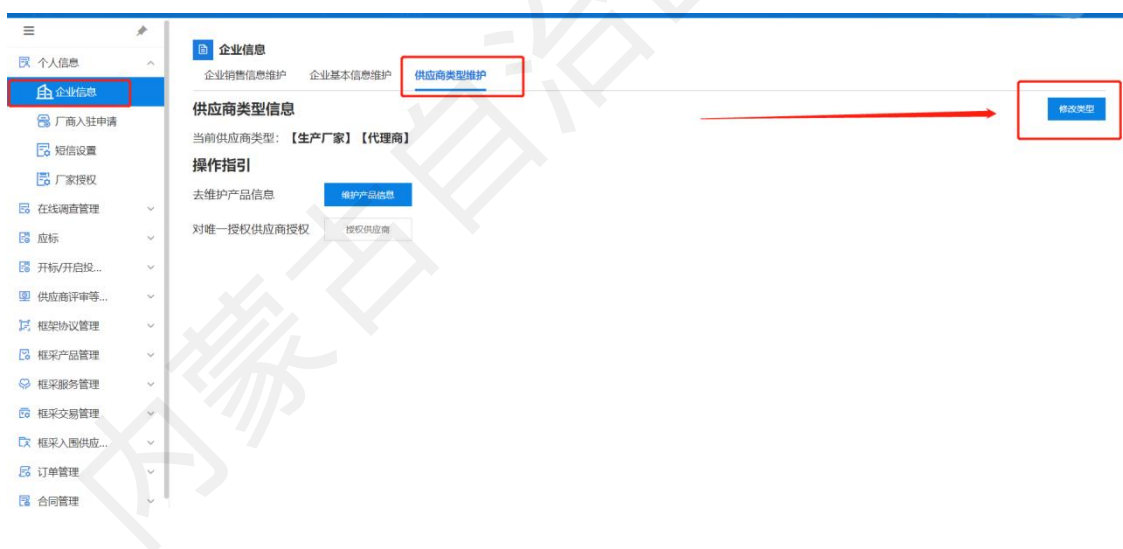 个人信息
企业信息
厂商入驻申请
短信设置
厂家授权
在线调查管理
应标
开标/开启投...
供应商评审等...
框架协议管理
框采产品管理
框采服务管理
框采交易管理
框采入围供应...
订单管理
合同管理
企业信息
企业销售信息维护 企业基本信息维护 供应商类型维护
供应商类型信息
修改类型
当前供应商类型：【生产厂家】【代理商】
操作指引
去维护产品信息 维护产品信息
对唯一授权供应商授权 授权供应商
内蒙古自治